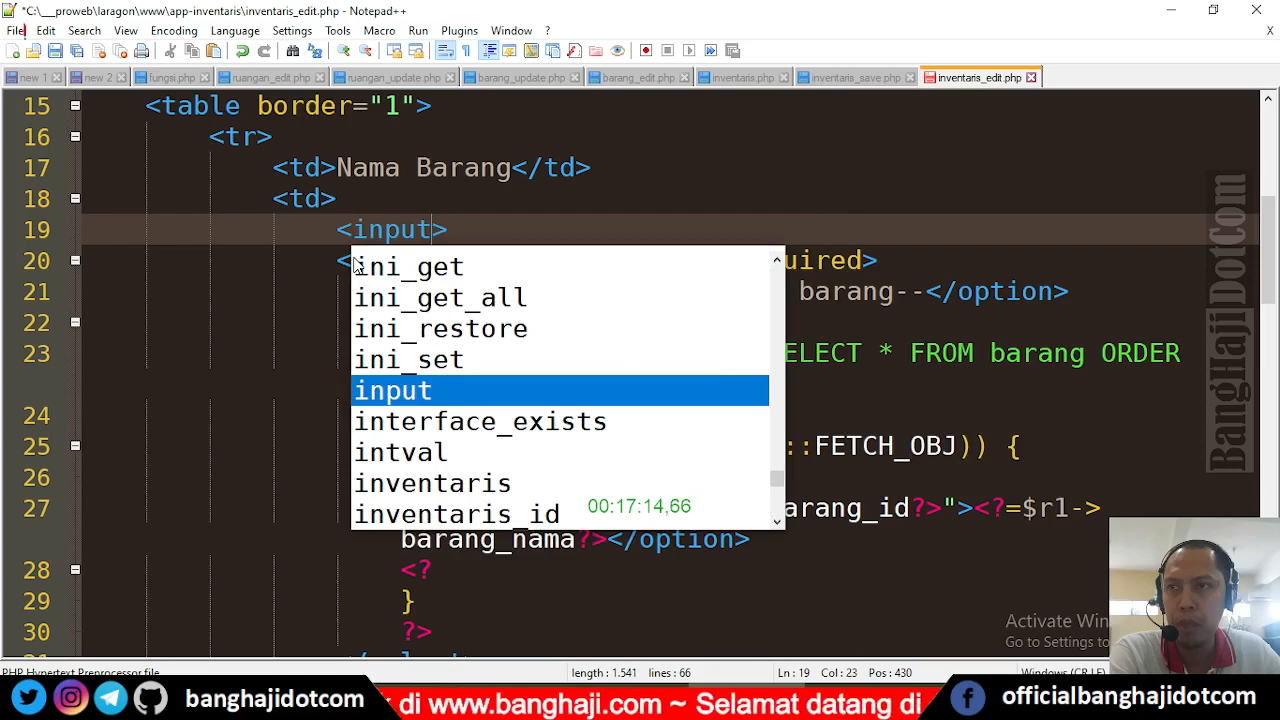 *C:\__proweb\laragon\www\app-inventaris\inventaris_edit.php - Notepad++
File Edit Search View Encoding Language Settings Tools Macro Run Plugins Window ? X
new 1 new 2 fungsi.php ruangan_edit.php ruangan_update.php barang_update.php barang_edit.php inventaris.php inventaris_save.php inventaris_edit.php
15 <table border="1">
16 <tr>
17 <td>Nama Barang</td>
18 <td>
19 <input>
20 < uired>
21 barang--</option>
22
23 ELECT * FROM barang ORDER
24
25 ::FETCH_OBJ)) {
26
27 arang_id?>"><?=$r1->
barang_nama?></option>
28 <?
29 }
30 ?>
ini_get
ini_get_all
ini_restore
ini_set
input
interface_exists
intval
inventaris
inventaris_id
00:17:14,66
BangHajiDotCom
Activate Win
Go to Settings to
PHP Hypertext Preprocessor file length : 1.541 lines : 66 Ln : 19 Col : 23 Pos : 430 Windows (CR LF)
banghajidotcom
k di www.banghaji.com ~ Selamat datang di
officialbanghajidotcom